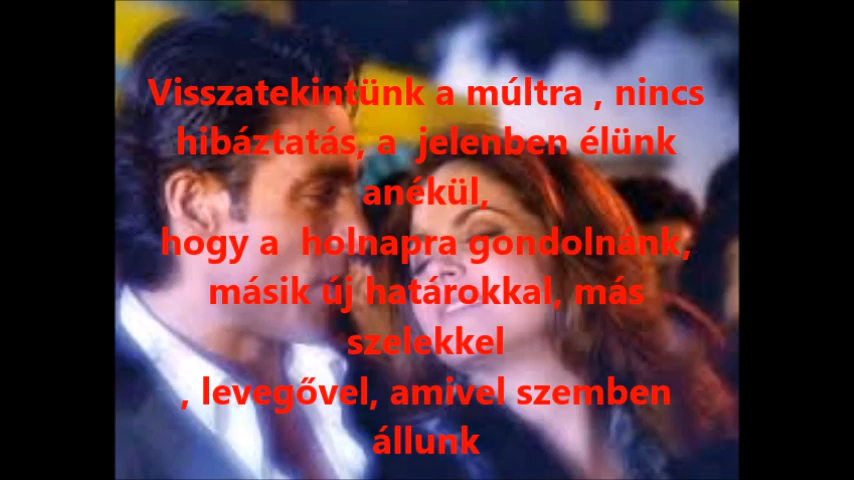 Visszatekintünk a múltra , nincs
hibáztatás, a  jelenben élünk
anékül,
hogy a  holnapra gondolnánk,
másik új határokkal, más
szelekkel
, levegővel, amivel szemben
állunk